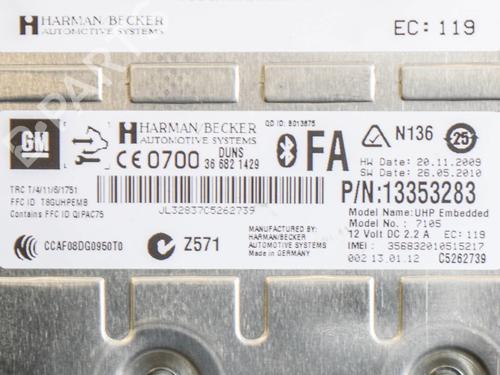 HARMAN/BECKER
AUTOMOTIVE SYSTEMS
EC: 119
GM
HARMAN/BECKER
AUTOMOTIVE SYSTEMS
CE 0700 DUNS
36 682 1429
QD ID: B013875
FA
N136
25
HW Date: 20.11.2009
SW Date: 26.05.2010
TRC T/4/11/6/1751
FFC ID T8GUHPEMB
Contains FFC ID QIPAC75
JL32837C5262739
P/N:13353283
Model Name:UHP Embedded
Model No.: 7105
12 Volt DC 2.2 A EC: 119
IMEI : 356832010515217
002 13.01.12 C5262739
CCAF08DG0950T0
Z571
MANUFACTURED BY:
HARMAN/BECKER
AUTOMOTIVE SYSTEMS
Made in GERMANY